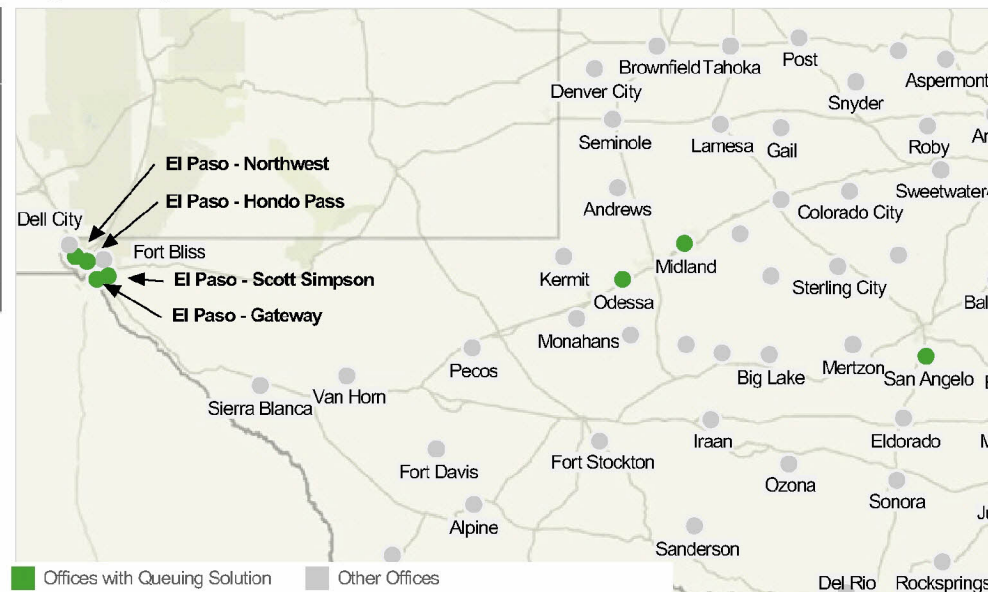 Brownfield Tahoka
Post
Aspermont
Denver City
Snyder
Seminole
Lamesa
Gail
Roby
El Paso - Northwest
El Paso - Hondo Pass
Sweetwater
Andrews
Colorado City
Dell City
Fort Bliss
Kermit
Midland
El Paso - Scott Simpson
Sterling City
Odessa
El Paso - Gateway
Monahans
Pecos
Big Lake
Mertzon
San Angelo
Van Horn
Sierra Blanca
Iraan
Eldorado
Fort Davis
Fort Stockton
Ozona
Sonora
Alpine
Sanderson
Offices with Queuing Solution
Other Offices
Del Rio
Rocksprings